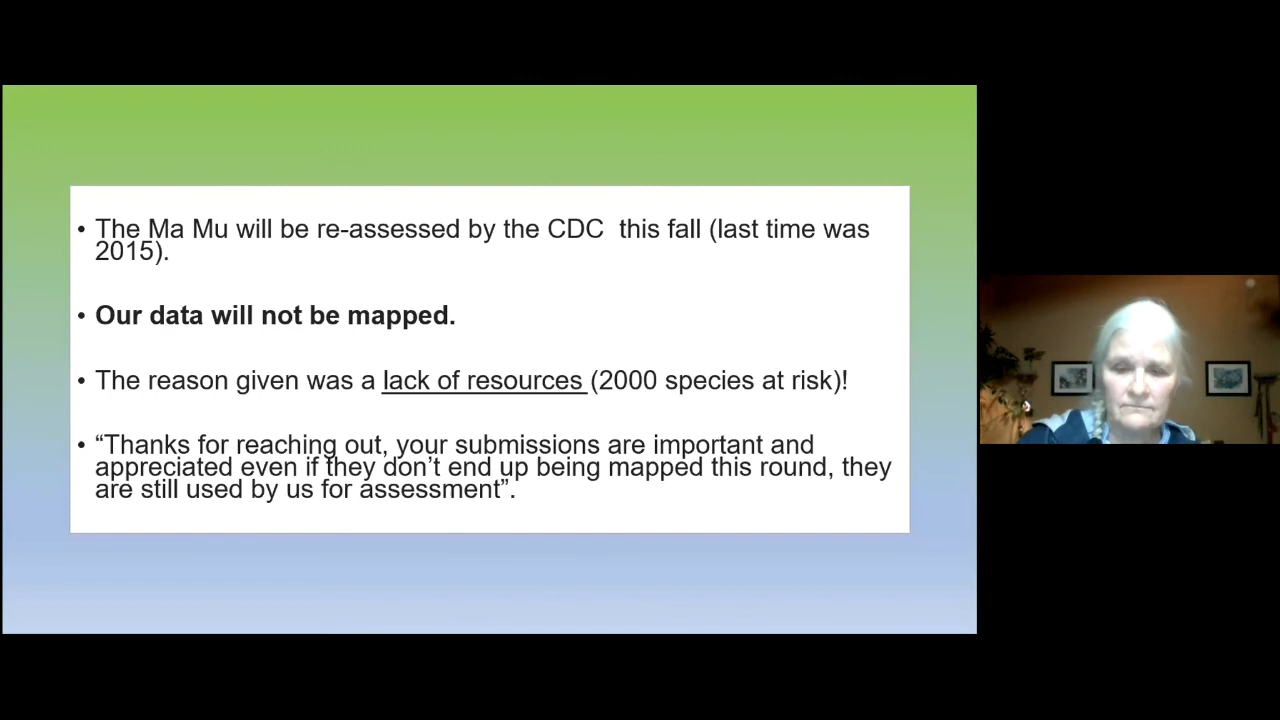 • The Ma Mu will be re-assessed by the CDC  this fall (last time was
2015).
• Our data will not be mapped.
• The reason given was a lack of resources (2000 species at risk)!
• “Thanks for reaching out, your submissions are important and
appreciated even if they don’t end up being mapped this round, they
are still used by us for assessment”.